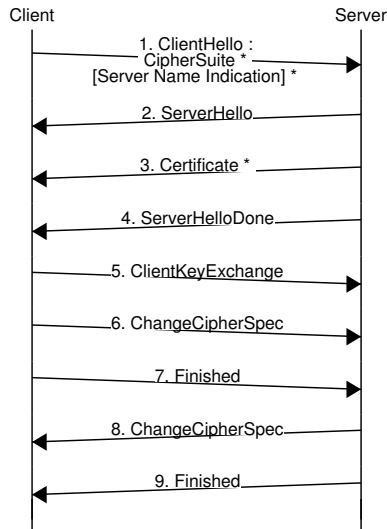 Client
Server
1. ClientHello :
CipherSuite *
[Server Name Indication] *
2. ServerHello
3. Certificate *
4. ServerHelloDone
5. ClientKeyExchange
6. ChangeCipherSpec
7. Finished
8. ChangeCipherSpec
9. Finished